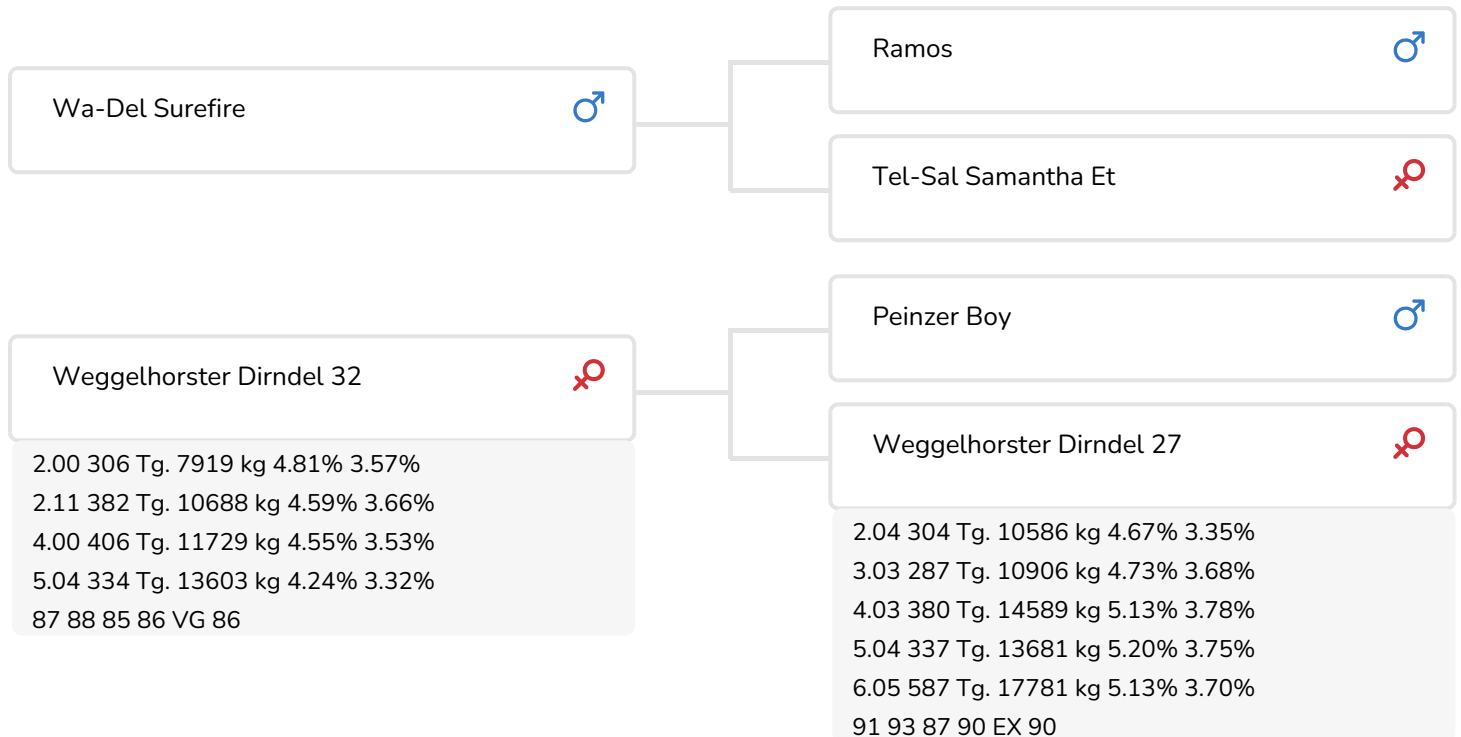 Wa-Del Surefire
Ramos
Tel-Sal Samantha Et
Weggelhorster Dirndel 32
2.00 306 Tg. 7919 kg 4.81% 3.57%
2.11 382 Tg. 10688 kg 4.59% 3.66%
4.00 406 Tg. 11729 kg 4.55% 3.53%
5.04 334 Tg. 13603 kg 4.24% 3.32%
87 88 85 86 VG 86
Peinzer Boy
Weggelhorster Dirndel 27
2.04 304 Tg. 10586 kg 4.67% 3.35%
3.03 287 Tg. 10906 kg 4.73% 3.68%
4.03 380 Tg. 14589 kg 5.13% 3.78%
5.04 337 Tg. 13681 kg 5.20% 3.75%
6.05 587 Tg. 17781 kg 5.13% 3.70%
91 93 87 90 EX 90